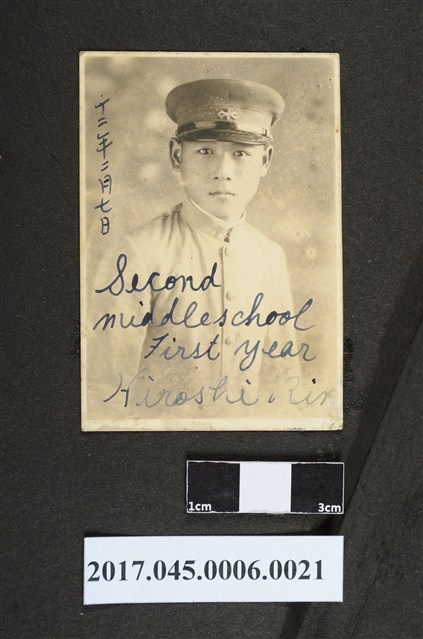 十二年二月七日
Second
middleschool
First year
Hiroshi Rin
1cm
3cm
2017.045.0006.0021